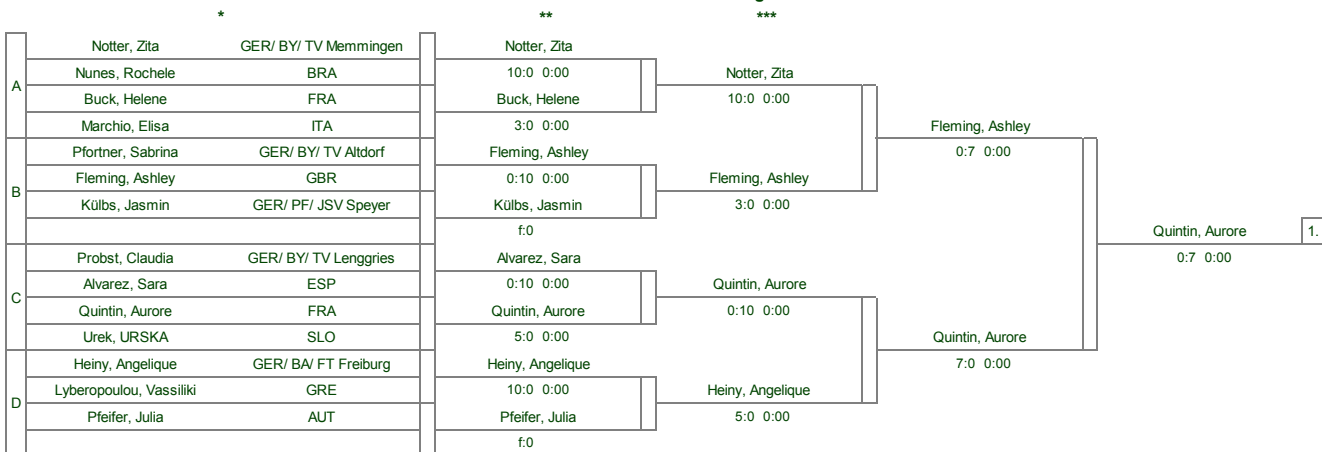 * ** ***
Notter, Zita GER/ BY/ TV Memmingen Notter, Zita
Nunes, Rochele BRA 10:0 0:00 Notter, Zita
A
Buck, Helene FRA Buck, Helene 10:0 0:00
Marchio, Elisa ITA 3:0 0:00 Fleming, Ashley
Pfortner, Sabrina GER/ BY/ TV Altdorf Fleming, Ashley 0:7 0:00
Fleming, Ashley GBR 0:10 0:00 Fleming, Ashley
B
Külbs, Jasmin GER/ PF/ JSV Speyer Külbs, Jasmin 3:0 0:00
f:0 Quintin, Aurore 1.
Probst, Claudia GER/ BY/ TV Lenggries Alvarez, Sara 0:7 0:00
Alvarez, Sara ESP 0:10 0:00 Quintin, Aurore
C
Quintin, Aurore FRA Quintin, Aurore 0:10 0:00
Urek, URSKA SLO 5:0 0:00 Quintin, Aurore
Heiny, Angelique GER/ BA/ FT Freiburg Heiny, Angelique 7:0 0:00
Lyberopoulou, Vassiliki GRE 10:0 0:00 Heiny, Angelique
D
Pfeifer, Julia AUT Pfeifer, Julia 5:0 0:00
f:0